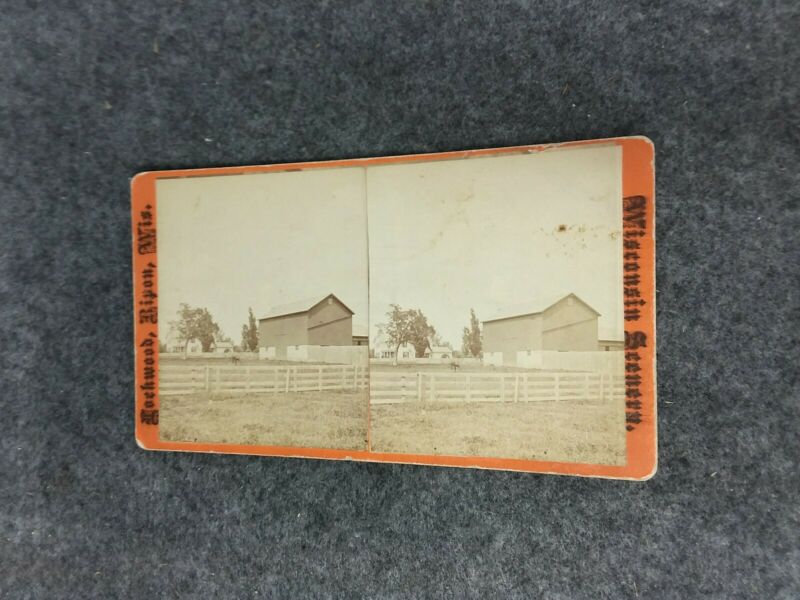 Lockwood, Ripon, Wis.
Wisconsin Scenery.